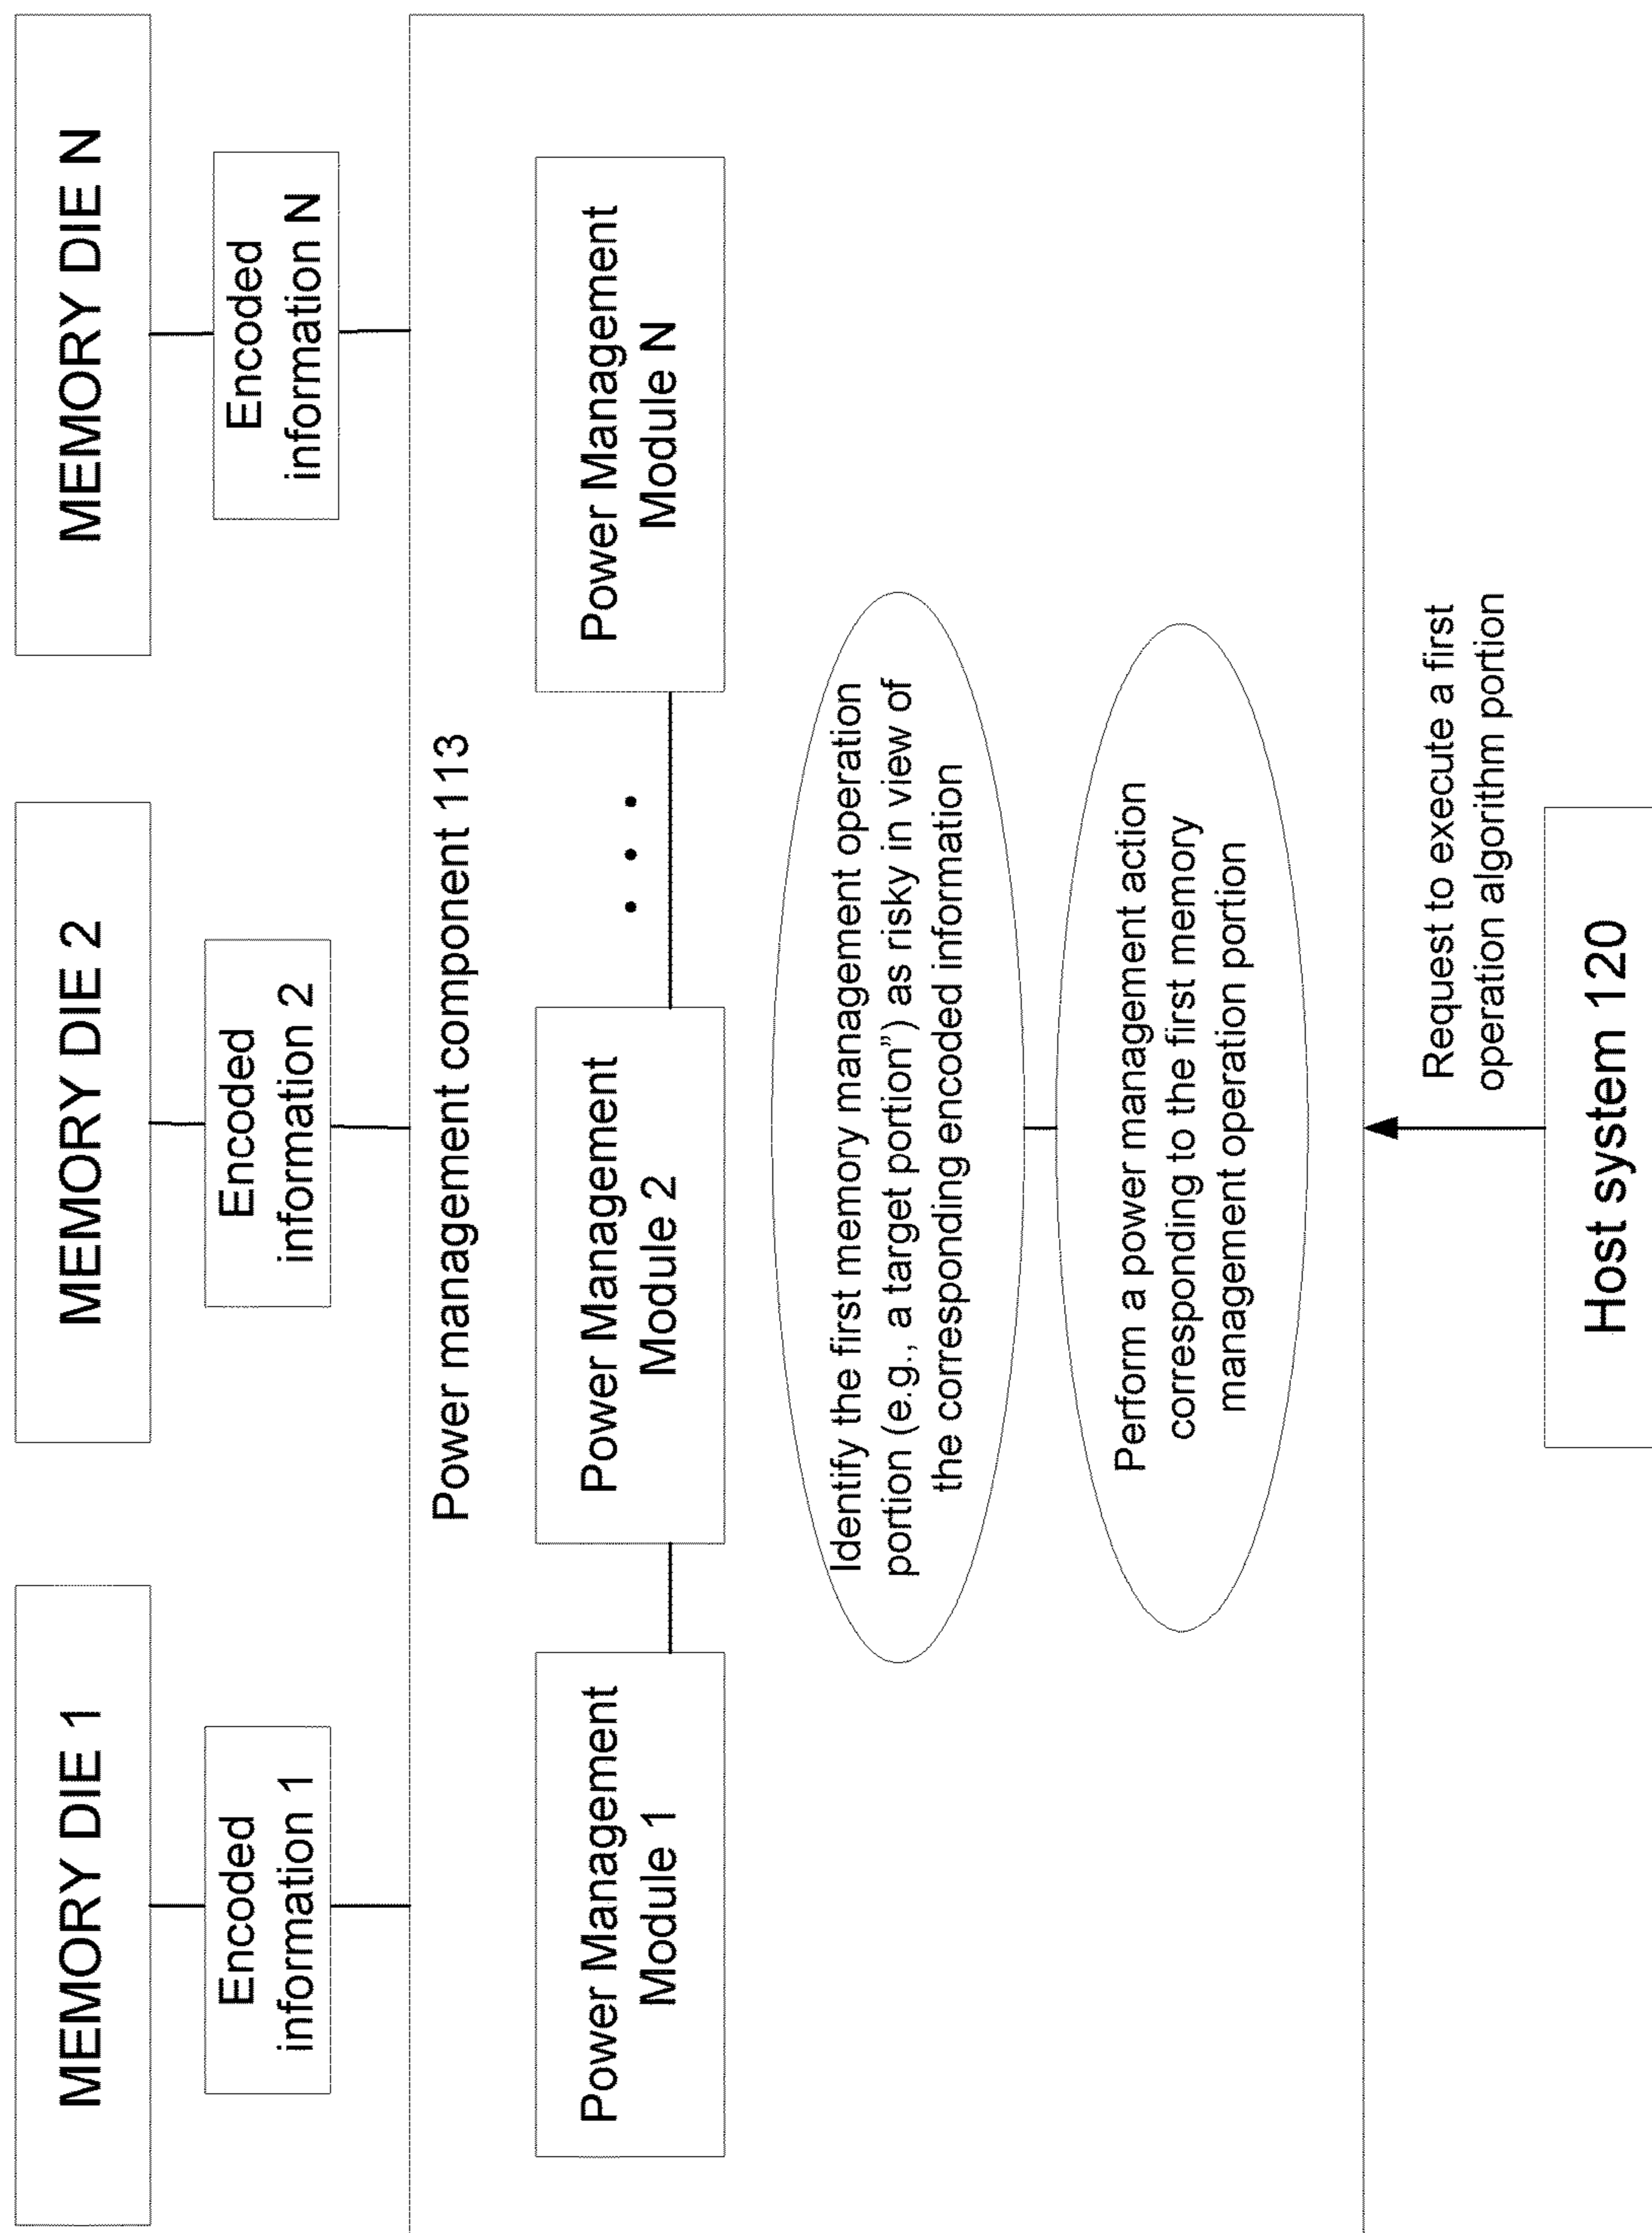 MEMORY DIE 1
MEMORY DIE 2
MEMORY DIE N
Encoded
information 1
Encoded
information 2
Encoded
information N
Power management component 113
Power Management
Module 1
Power Management
Module 2
• • •
Power Management
Module N
Identify the first memory management operation
portion (e.g., a target portion”) as risky in view of
the corresponding encoded information
Perform a power management action
corresponding to the first memory
management operation portion
Request to execute a first
operation algorithm portion
Host system 120